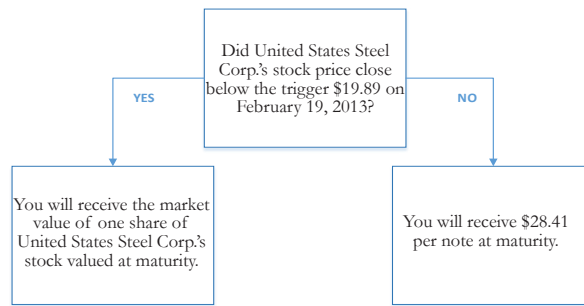 Did United States Steel
Corp.'s stock price close
below the trigger $19.89 on
February 19, 2013?
YES
NO
You will receive the market
value of one share of
United States Steel Corp.'s
stock valued at maturity.
You will receive $28.41
per note at maturity.